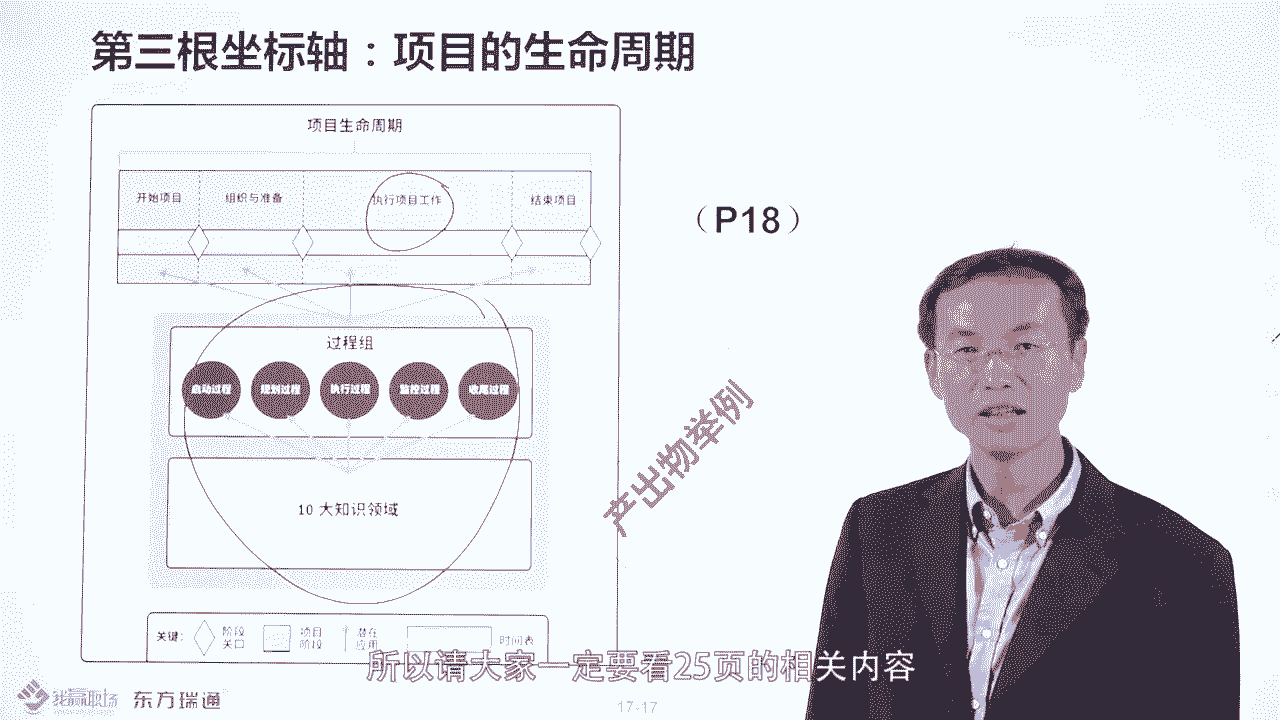 第三根坐标轴：项目的生命周期
项目生命周期
开始项目
组织与准备
执行项目工作
结束项目
（P18）
过程组
启动过程
规划过程
执行过程
监控过程
收尾过程
10 大知识领域
产出物举例
关键：
阶段
关口
项目
阶段
潜在
应用
时间表
所以请大家一定要看25页的相关内容
我赢职场 东方瑞通
17-17